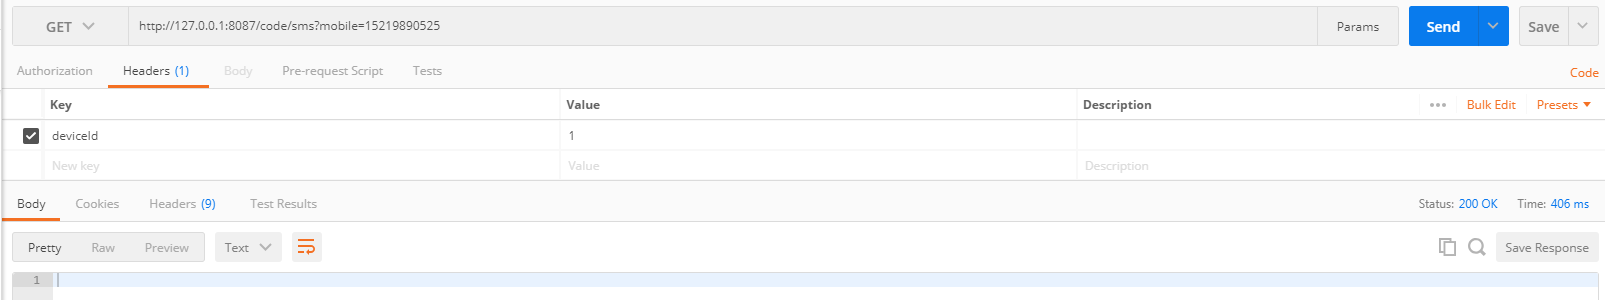 GET http://127.0.0.1:8087/code/sms?mobile=15219890525 Params Send Save
Authorization Headers (1) Body Pre-request Script Tests Code
Key Value Description ••• Bulk Edit Presets
deviceId 1
New key Value Description
Body Cookies Headers (9) Test Results Status: 200 OK Time: 406 ms
Pretty Raw Preview Text Save Response
1